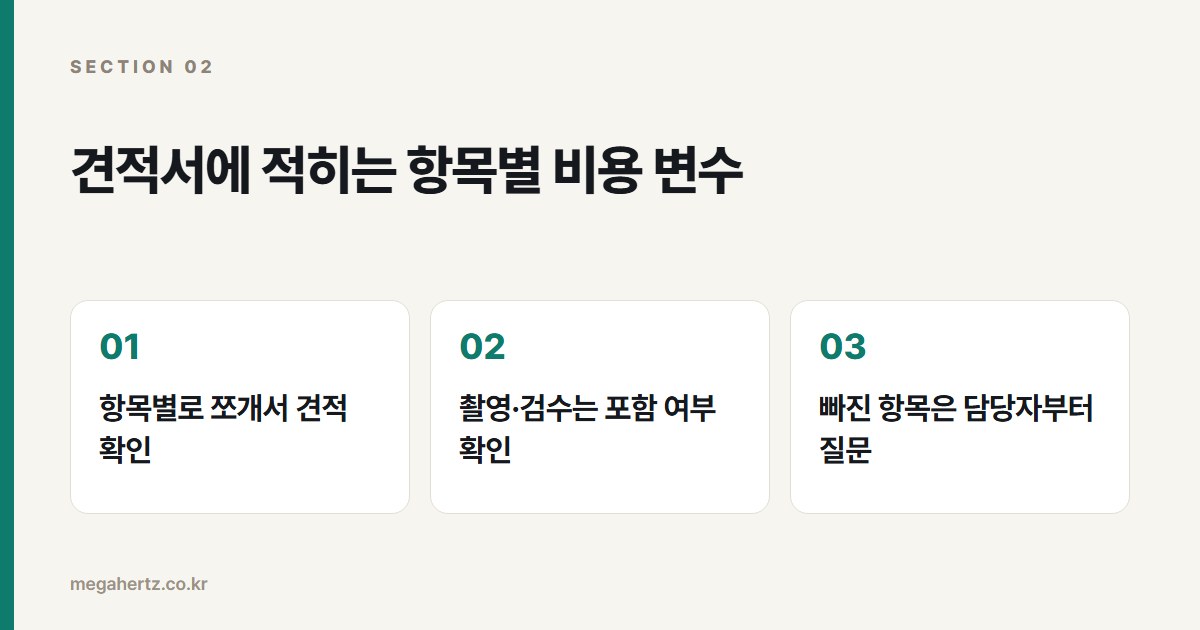 SECTION 02
견적서에 적히는 항목별 비용 변수
01
항목별로 쪼개서 견적
확인
02
촬영·검수는 포함 여부
확인
03
빠진 항목은 담당자부터
질문
megahertz.co.kr